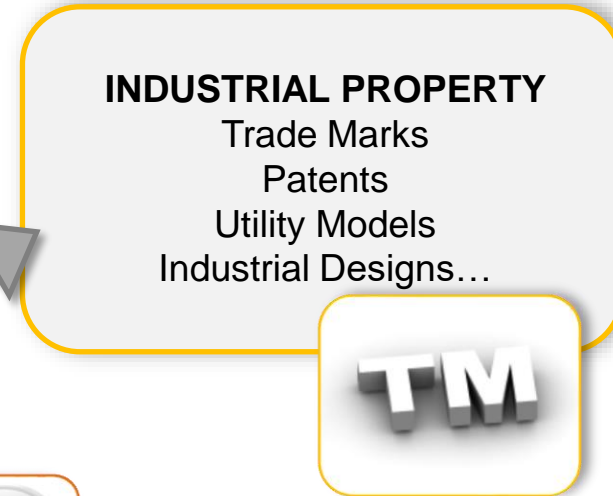 INDUSTRIAL PROPERTY
Trade Marks
Patents
Utility Models
Industrial Designs…
TM